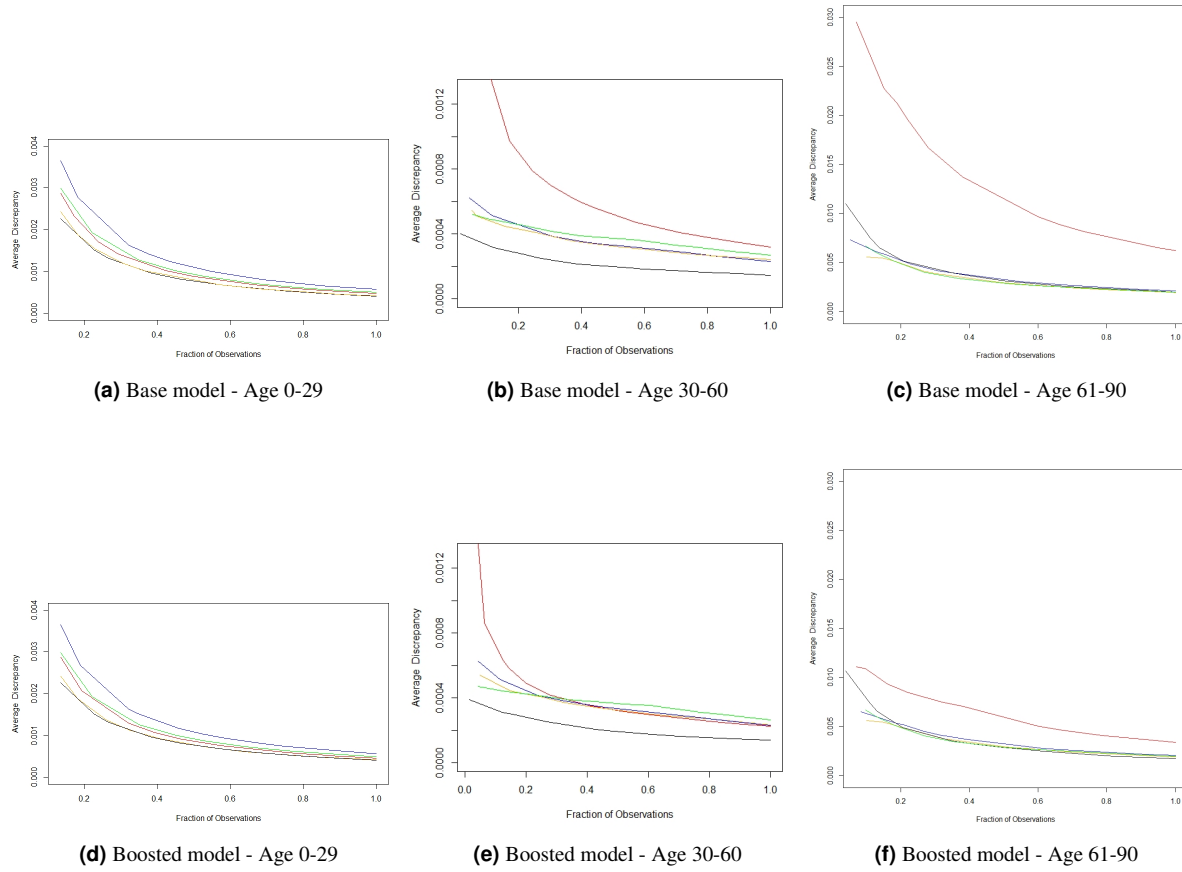 0.004
0.003
0.002
0.001
0.000
Average Discrepancy
0.2 0.4 0.6 0.8 1.0
Fraction of Observations
(a) Base model - Age 0-29
0.0012
0.0008
0.0004
0.0000
Average Discrepancy
0.2 0.4 0.6 0.8 1.0
Fraction of Observations
(b) Base model - Age 30-60
0.030
0.025
0.020
0.015
0.010
0.005
0.000
Average Discrepancy
0.2 0.4 0.6 0.8 1.0
Fraction of Observations
(c) Base model - Age 61-90
0.004
0.003
0.002
0.001
0.000
Average Discrepancy
0.2 0.4 0.6 0.8 1.0
Fraction of Observations
(d) Boosted model - Age 0-29
0.0012
0.0008
0.0004
0.0000
Average Discrepancy
0.0 0.2 0.4 0.6 0.8 1.0
Fraction of Observations
(e) Boosted model - Age 30-60
0.030
0.025
0.020
0.015
0.010
0.005
0.000
Average Discrepancy
0.2 0.4 0.6 0.8 1.0
Fraction of Observations
(f) Boosted model - Age 61-90